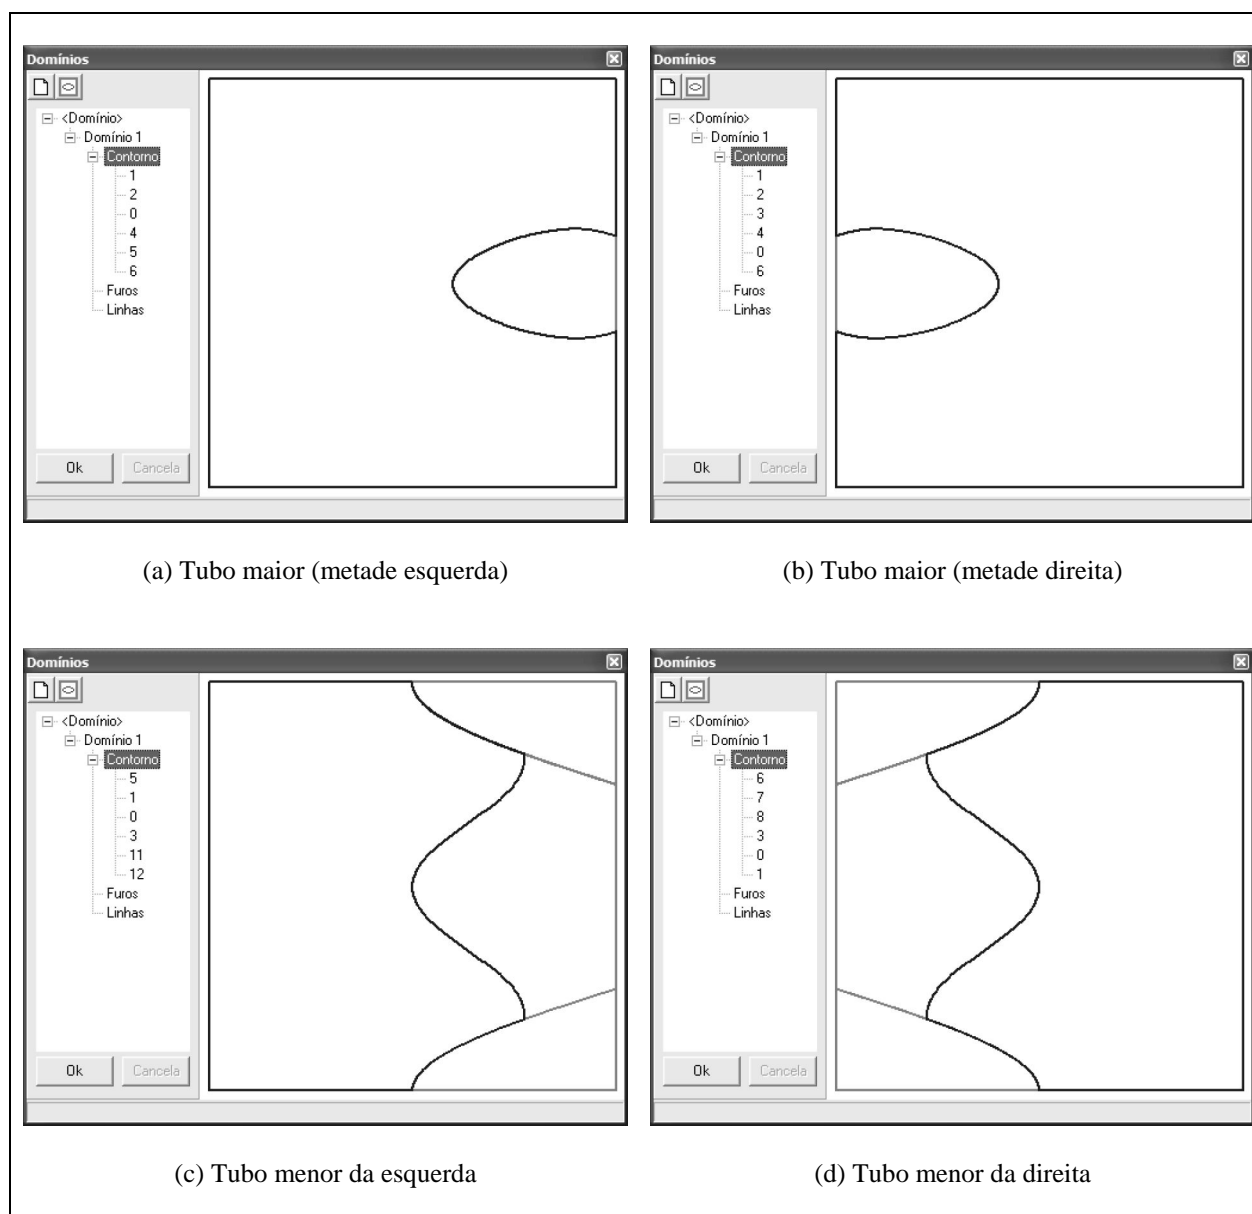 Domínios
<Domínio>
Domínio 1
Contorno
1
2
0
4
5
6
Furos
Linhas
Ok
Cancela
(a) Tubo maior (metade esquerda)
Domínios
<Domínio>
Domínio 1
Contorno
1
2
3
4
0
6
Furos
Linhas
Ok
Cancela
(b) Tubo maior (metade direita)
Domínios
<Domínio>
Domínio 1
Contorno
5
1
0
3
11
12
Furos
Linhas
Ok
Cancela
(c) Tubo menor da esquerda
Domínios
<Domínio>
Domínio 1
Contorno
6
7
8
3
0
1
Furos
Linhas
Ok
Cancela
(d) Tubo menor da direita